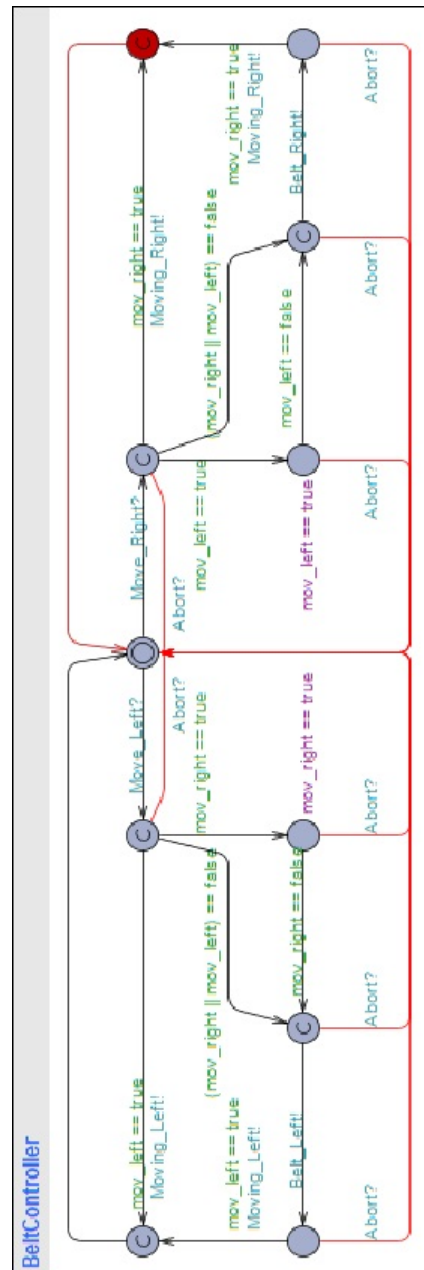 BeltController
C
mov_left == true
Moving_Left!
C
Move_Left?
Move_Right?
C
mov_right == true
Moving_Right!
C
Abort?
Abort?
mov_right == true
mov_left == true
(mov_right || mov_left) == false
(mov_right || mov_left) == false
mov_left == true
Moving_Left!
mov_right == true
Moving_Right!
Belt_Left!
C
mov_right == false
mov_right == true
mov_left == true
mov_left == false
C
Belt_Right!
Abort?
Abort?
Abort?
Abort?
Abort?
Abort?